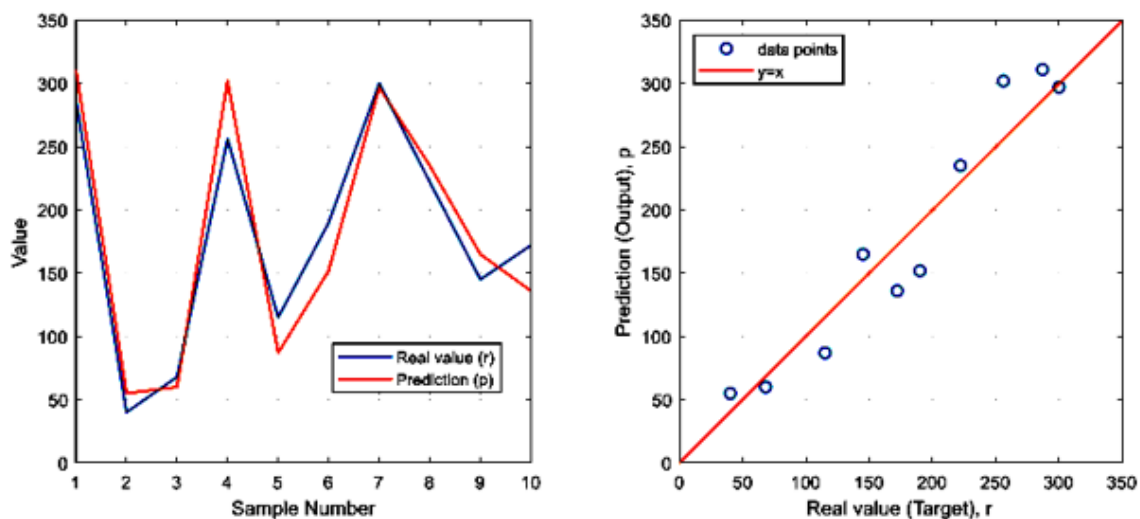 350
300
250
200
150
100
50
0
Value
1 2 3 4 5 6 7 8 9 10
Sample Number
Real value (r)
Prediction (p)
350
300
250
200
150
100
50
0
Prediction (Output), p
data points
y=x
0 50 100 150 200 250 300 350
Real value (Target), r